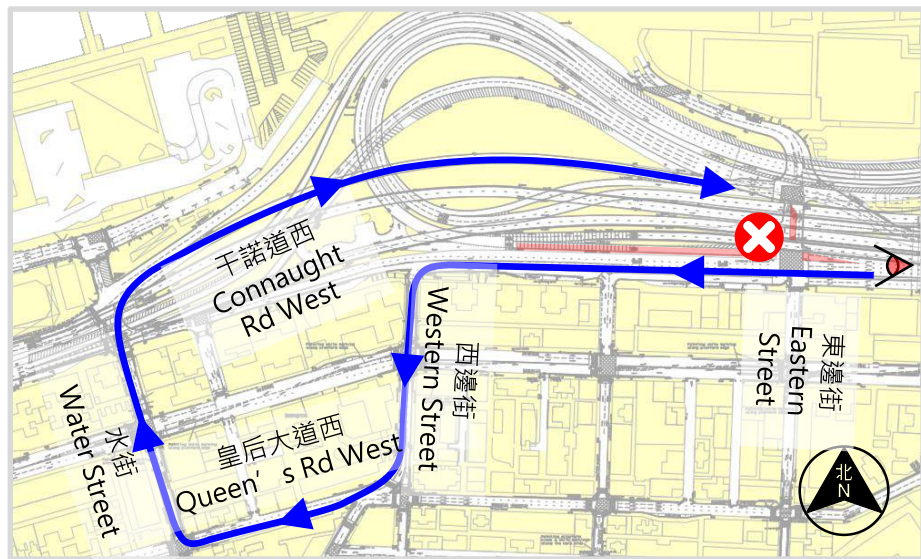 干諾道西
Connaught
Rd West
西邊街
Western Street
東邊街
Eastern
Street
皇后大道西
Queen’s Rd West
水街
Water Street
北
N